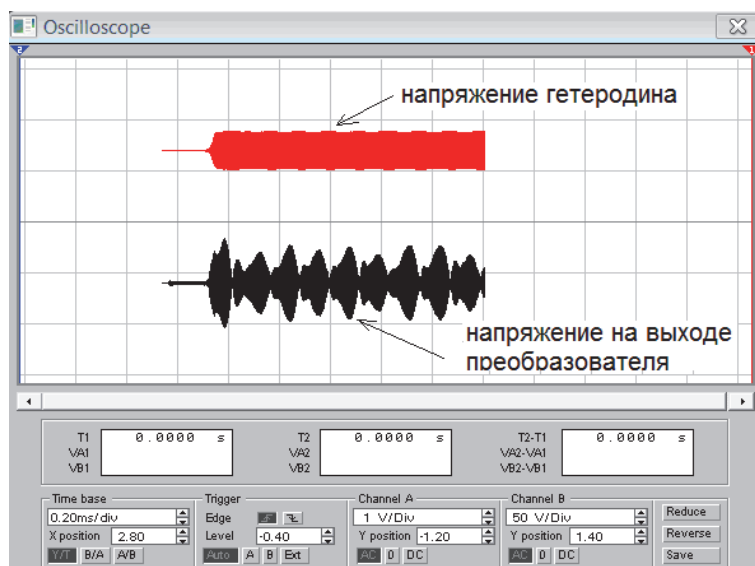 Oscilloscope
2
1
напряжение гетеродина
напряжение на выходе
преобразователя
T1 0.0000 s T2 0.0000 s T2-T1 0.0000 s
VA1 VA2 VA2-VA1
VB1 VB2 VB2-VB1
Time base Trigger Channel A Channel B
0.20ms/div Edge 1 V/Div 50 V/Div Reduce
X position 2.80 Level -0.40 Y position -1.20 Y position 1.40 Reverse
Y/T B/A A/B Auto A B Ext AC 0 DC AC 0 DC Save